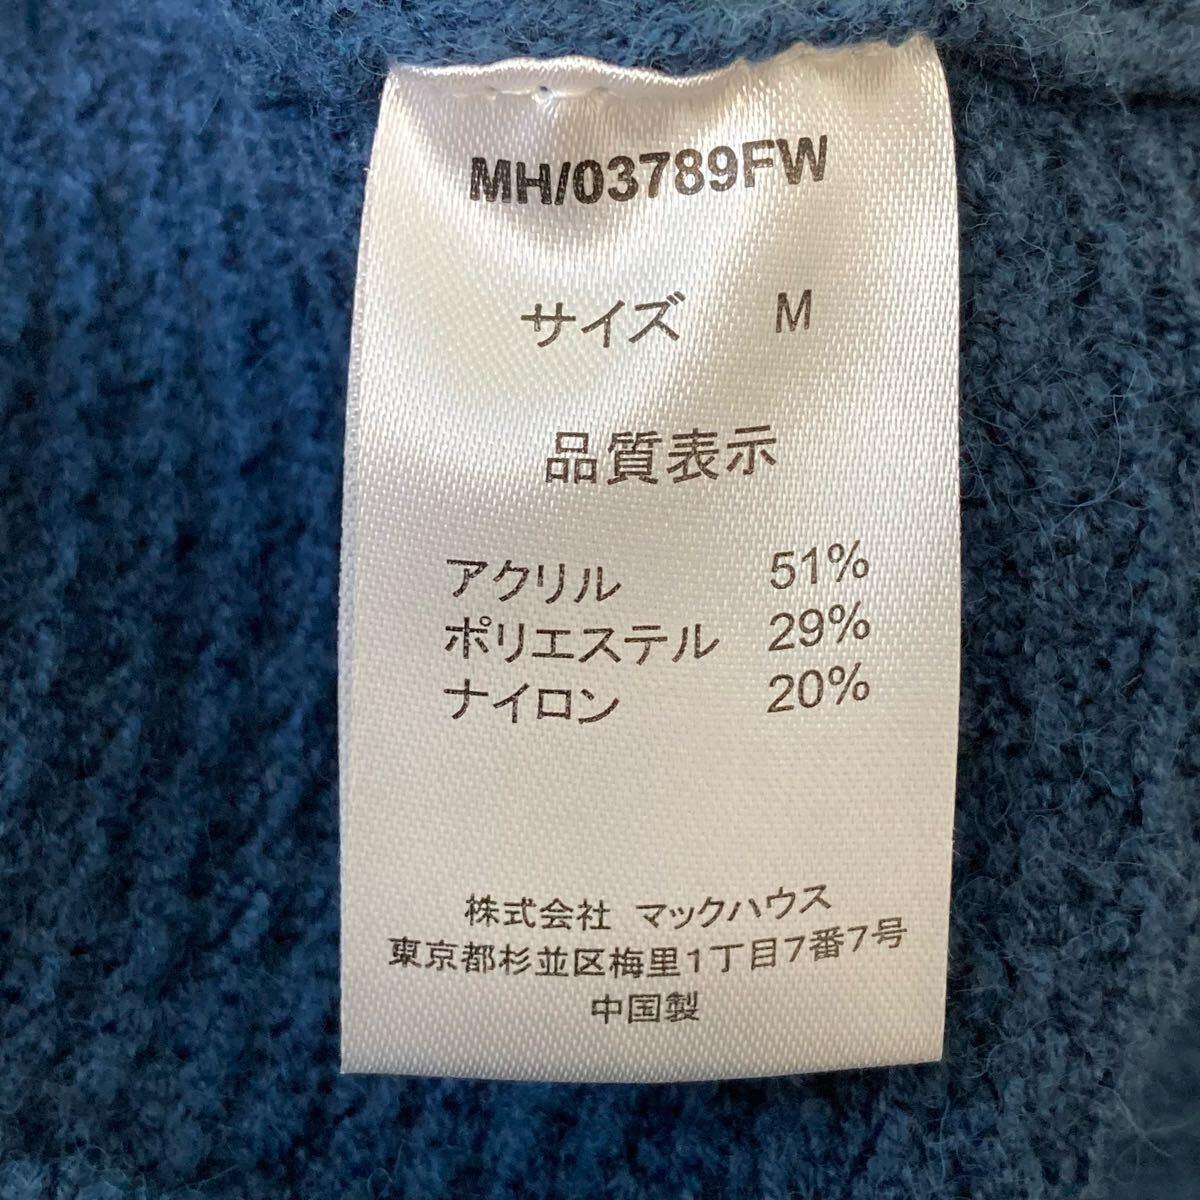 MH/03789FW
サイズ M
品質表示
アクリル 51%
ポリエステル 29%
ナイロン 20%
株式会社 マックハウス
東京都杉並区梅里1丁目7番7号
中国製